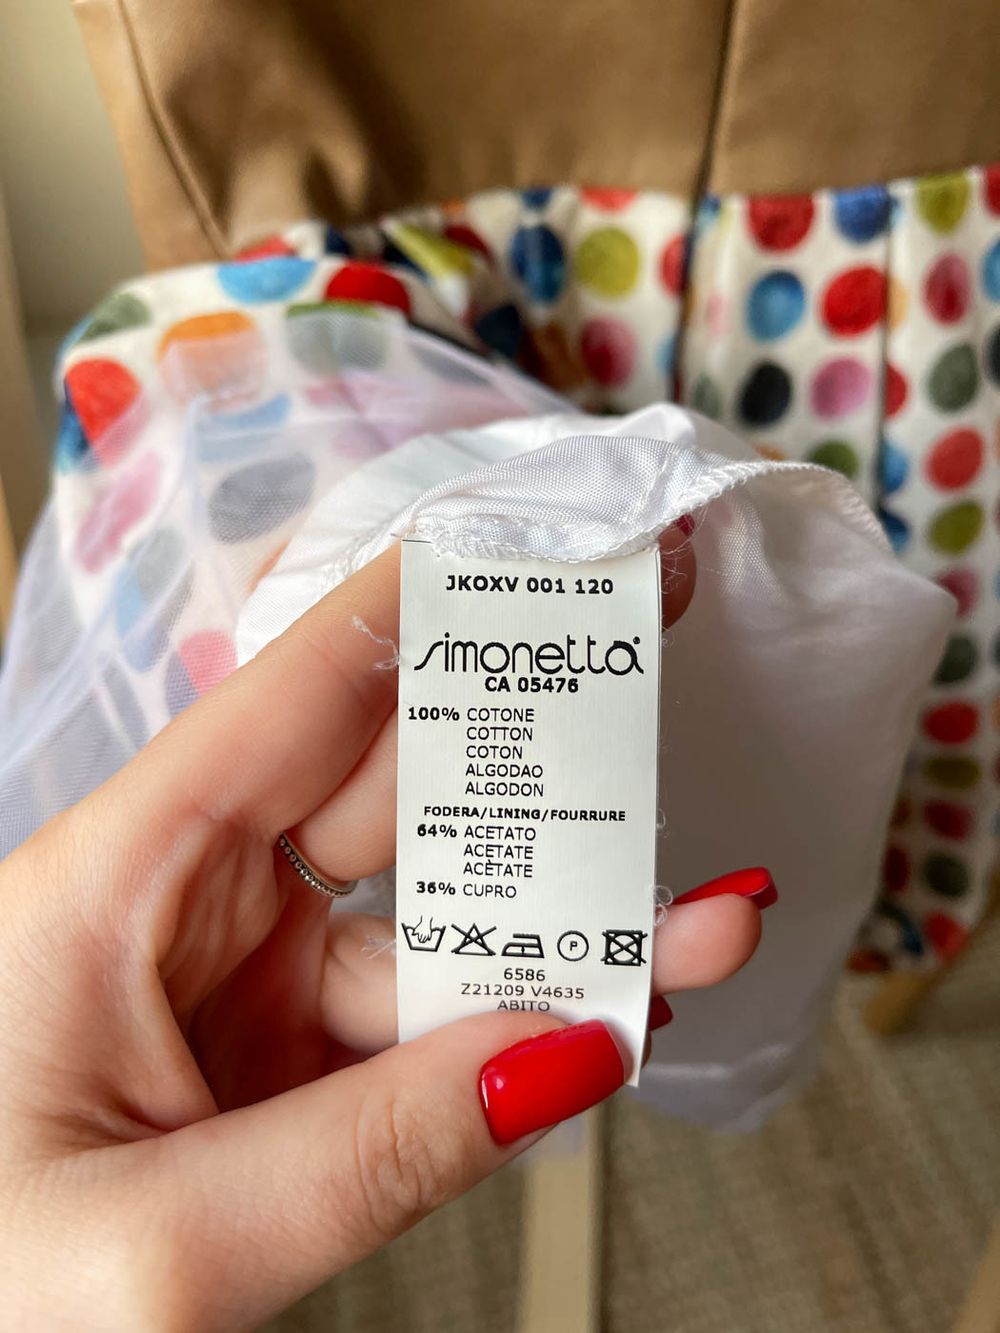 JKOXV 001 120
simonetta®
CA 05476
100% COTONE
COTTON
COTON
ALGODAO
ALGODON
FODERA/LINING/FOURRURE
64% ACETATO
ACETATE
ACÈTATE
36% CUPRO
P
6586
Z21209 V4635
ABITO